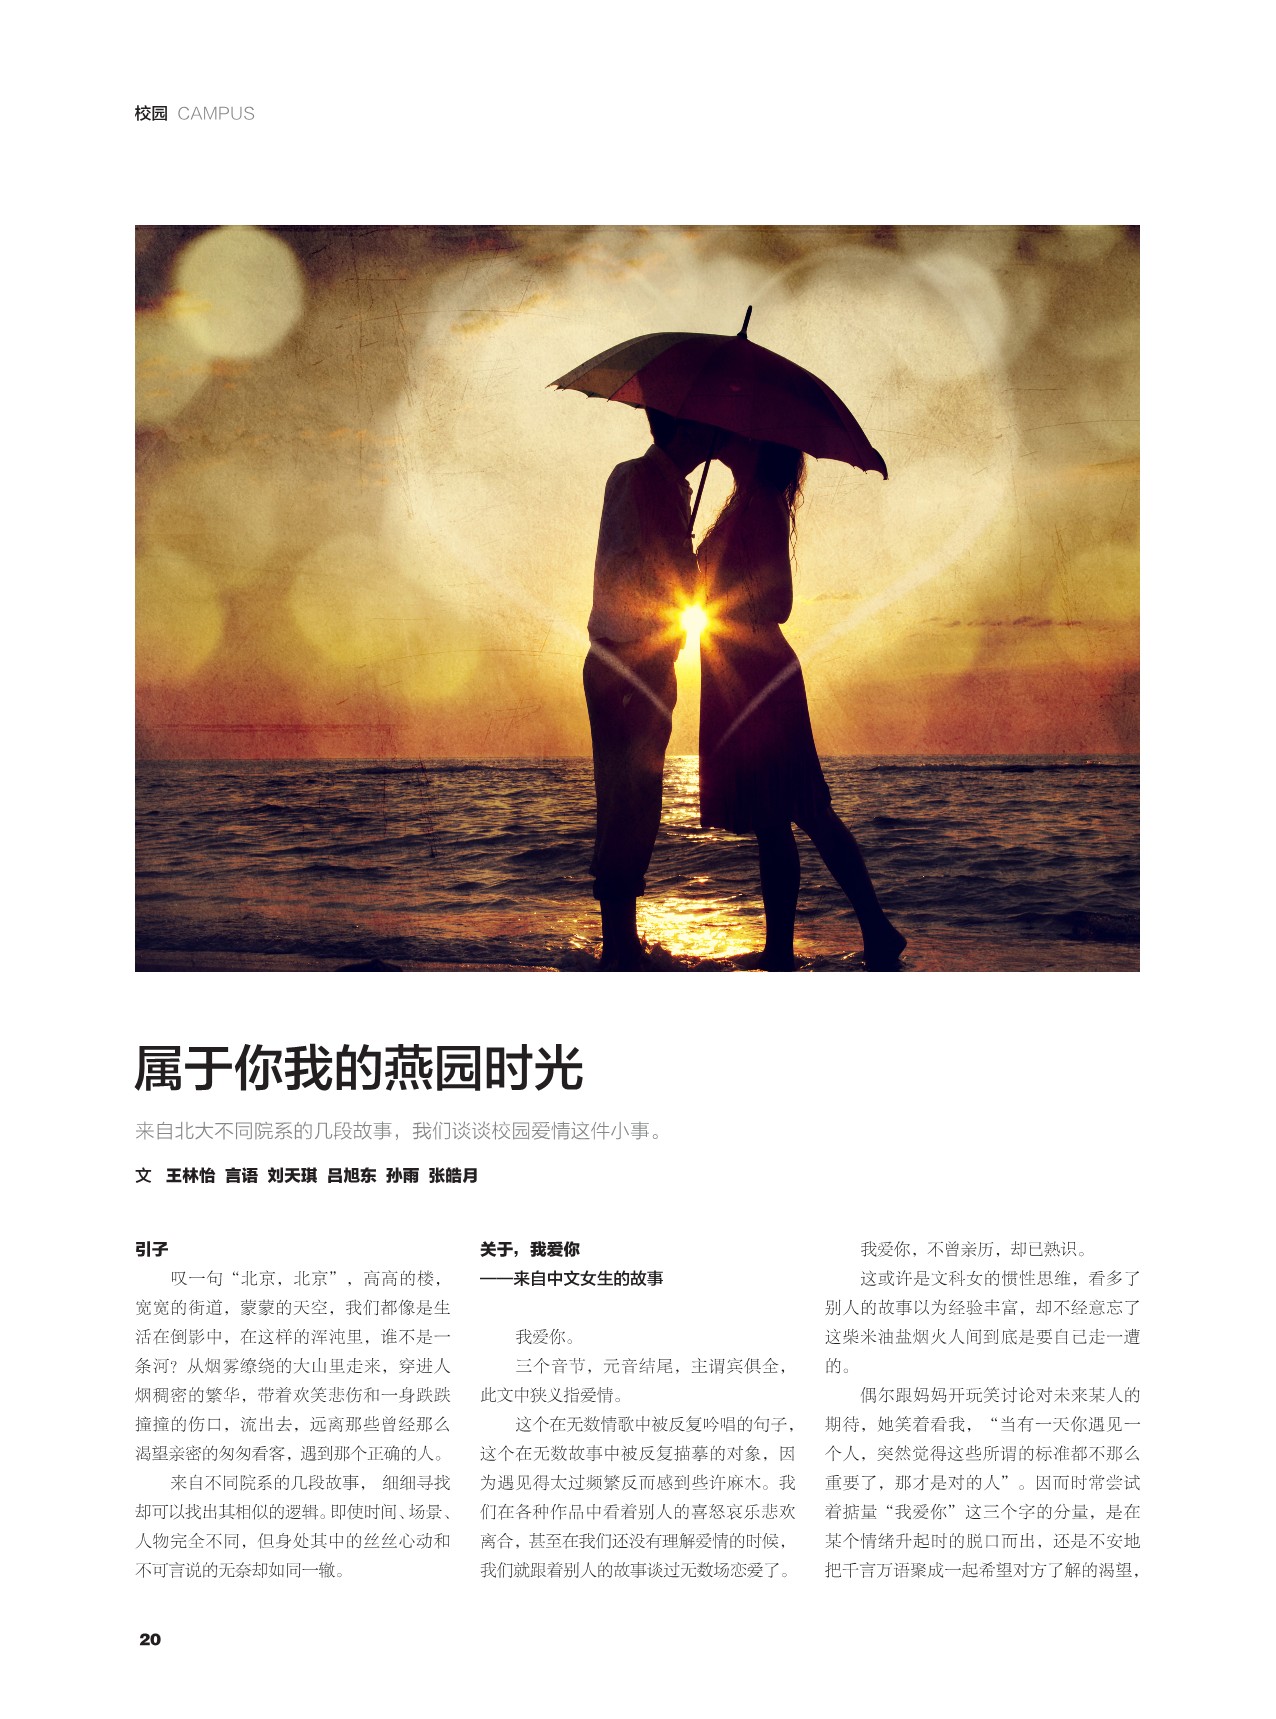 校园 CAMPUS
属于你我的燕园时光
来自北大不同院系的几段故事，我们谈谈校园爱情这件小事。
文 王林怡 言语 刘天琪 吕旭东 孙雨 张皓月
引子
叹一句“北京，北京”，高高的楼，
宽宽的街道，蒙蒙的天空，我们都像是生
活在倒影中，在这样的浑沌里，谁不是一
条河？从烟雾缭绕的大山里走来，穿进人
烟稠密的繁华，带着欢笑悲伤和一身跌跌
撞撞的伤口，流出去，远离那些曾经那么
渴望亲密的匆匆看客，遇到那个正确的人。
来自不同院系的几段故事， 细细寻找
却可以找出其相似的逻辑。即使时间、场景、
人物完全不同，但身处其中的丝丝心动和
不可言说的无奈却如同一辙。
关于，我爱你
——来自中文女生的故事
我爱你。
三个音节，元音结尾，主谓宾俱全，
此文中狭义指爱情。
这个在无数情歌中被反复吟唱的句子，
这个在无数故事中被反复描摹的对象，因
为遇见得太过频繁反而感到些许麻木。我
们在各种作品中看着别人的喜怒哀乐悲欢
离合，甚至在我们还没有理解爱情的时候，
我们就跟着别人的故事谈过无数场恋爱了。
我爱你，不曾亲历，却已熟识。
这或许是文科女的惯性思维，看多了
别人的故事以为经验丰富，却不经意忘了
这柴米油盐烟火人间到底是要自己走一遭
的。
偶尔跟妈妈开玩笑讨论对未来某人的
期待，她笑着看我，“当有一天你遇见一
个人，突然觉得这些所谓的标准都不那么
重要了，那才是对的人”。因而时常尝试
着掂量“我爱你”这三个字的分量，是在
某个情绪升起时的脱口而出，还是不安地
把千言万语聚成一起希望对方了解的渴望，
20